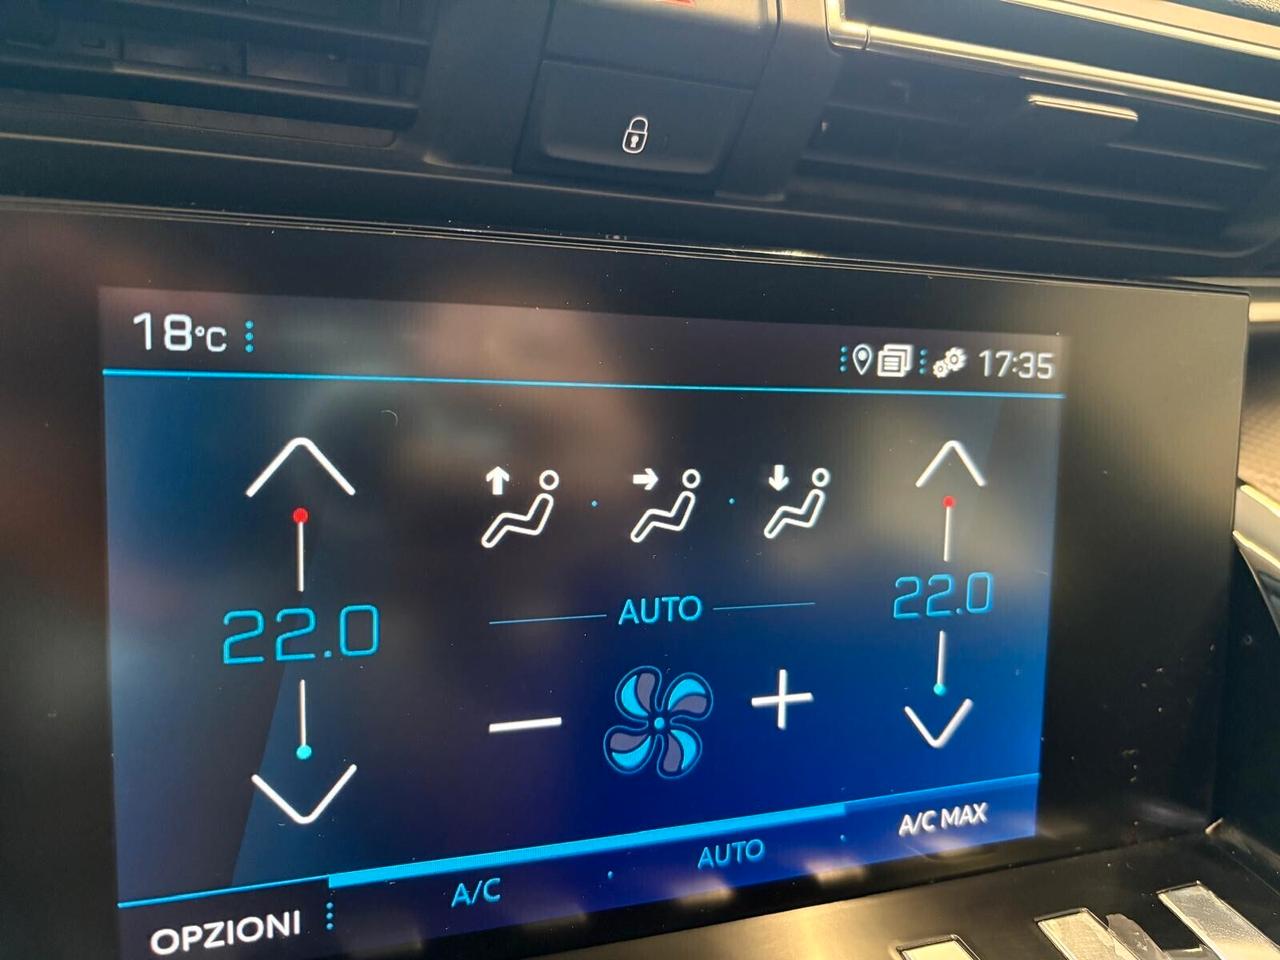 18°C
17:35
22.0
AUTO
22.0
A/C MAX
AUTO
A/C
OPZIONI